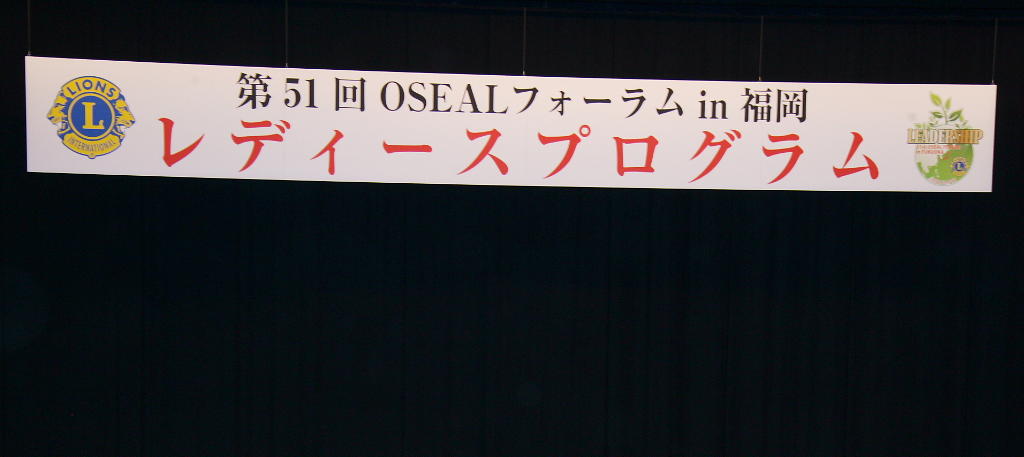 第51回 OSEALフォーラム in 福岡
レディースプログラム
LIONS
L
INTERNATIONAL
LEADERSHIP